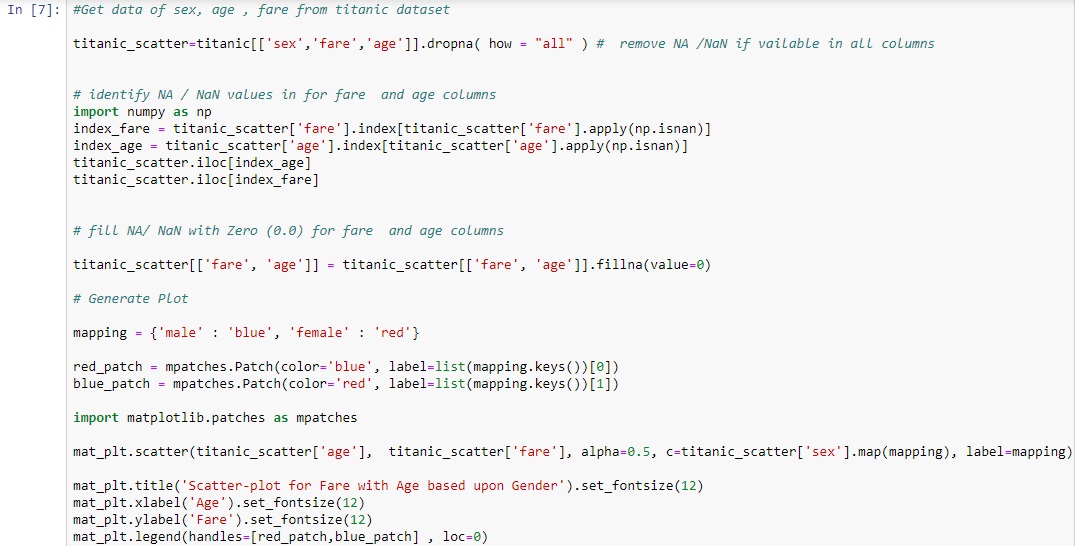 In [7]: #Get data of sex, age , fare from titanic dataset
titanic_scatter=titanic[['sex','fare','age']].dropna( how = "all" ) #  remove NA /NaN if vailable in all columns
# identify NA / NaN values in for fare  and age columns
import numpy as np
index_fare = titanic_scatter['fare'].index[titanic_scatter['fare'].apply(np.isnan)]
index_age = titanic_scatter['age'].index[titanic_scatter['age'].apply(np.isnan)]
titanic_scatter.iloc[index_age]
titanic_scatter.iloc[index_fare]
# fill NA/ NaN with Zero (0.0) for fare  and age columns
titanic_scatter[['fare', 'age']] = titanic_scatter[['fare', 'age']].fillna(value=0)
# Generate Plot
mapping = {'male' : 'blue', 'female' : 'red'}
red_patch = mpatches.Patch(color='blue', label=list(mapping.keys())[0])
blue_patch = mpatches.Patch(color='red', label=list(mapping.keys())[1])
import matplotlib.patches as mpatches
mat_plt.scatter(titanic_scatter['age'],  titanic_scatter['fare'], alpha=0.5, c=titanic_scatter['sex'].map(mapping), label=mapping)
mat_plt.title('Scatter-plot for Fare with Age based upon Gender').set_fontsize(12)
mat_plt.xlabel('Age').set_fontsize(12)
mat_plt.ylabel('Fare').set_fontsize(12)
mat_plt.legend(handles=[red_patch,blue_patch] , loc=0)